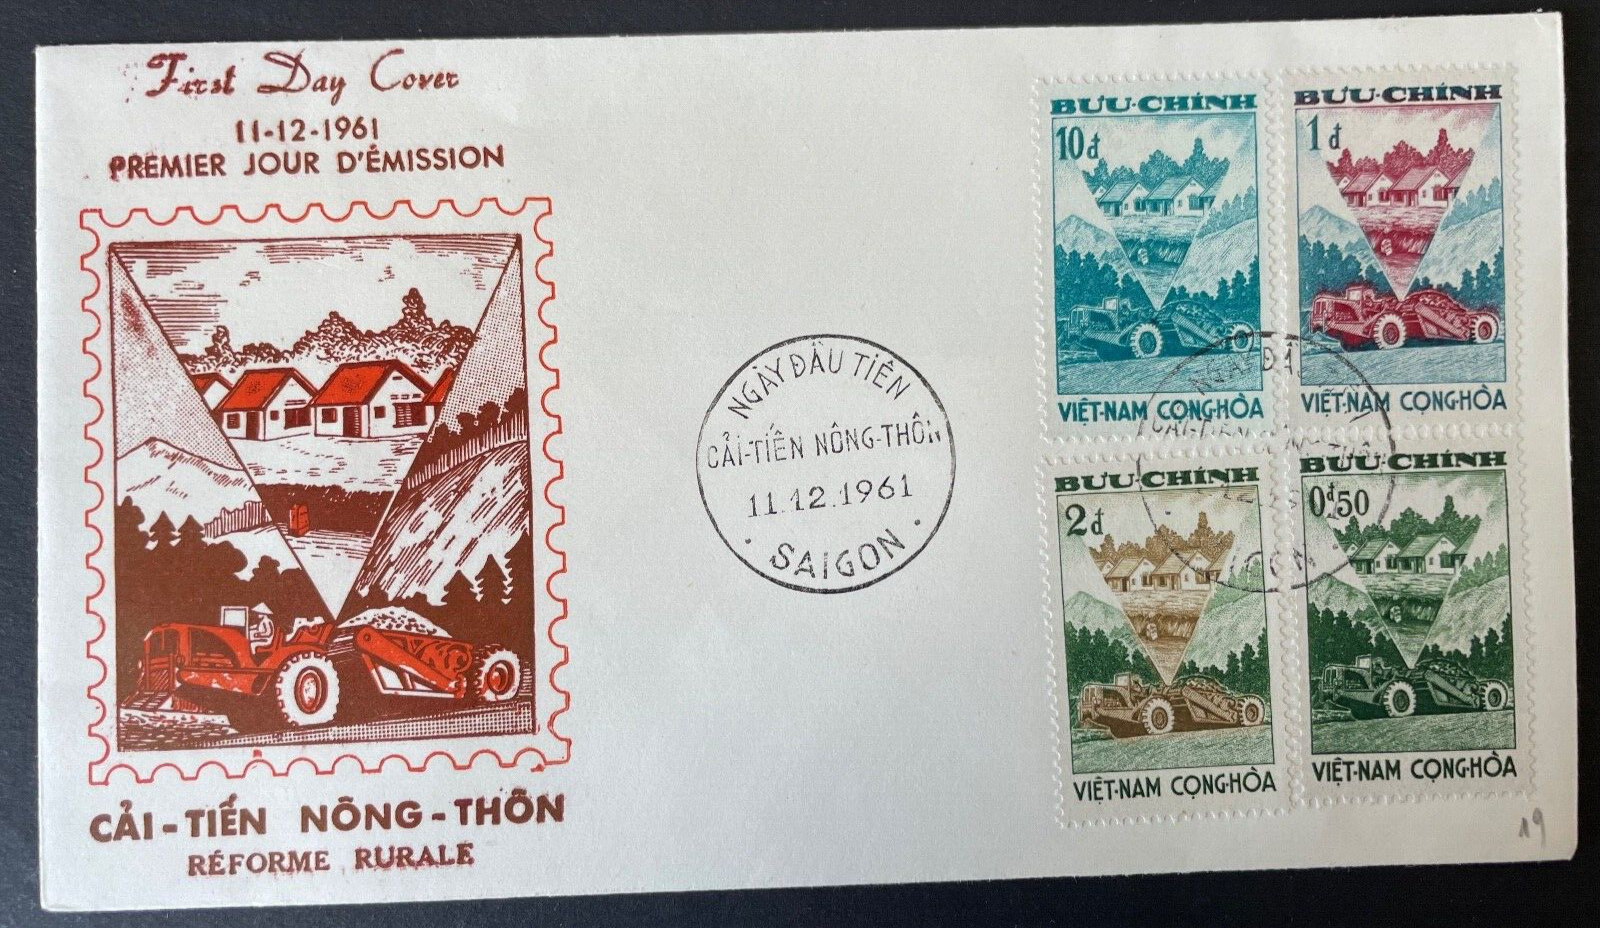 First Day Cover
11-12-1961
PREMIER JOUR D'ÉMISSION
CẢI-TIẾN NÔNG-THÔN
RÉFORME RURALE
NGÀY ĐẦU TIÊN
CẢI-TIẾN NÔNG-THÔN
11.12.1961
SAIGON
BƯU-CHÍNH
10đ
VIỆT-NAM CỘNG-HÒA
BƯU-CHÍNH
1đ
VIỆT-NAM CỘNG-HÒA
BƯU-CHÍNH
2đ
VIỆT-NAM CỘNG-HÒA
BƯU-CHÍNH
0đ50
VIỆT-NAM CỘNG-HÒA
19